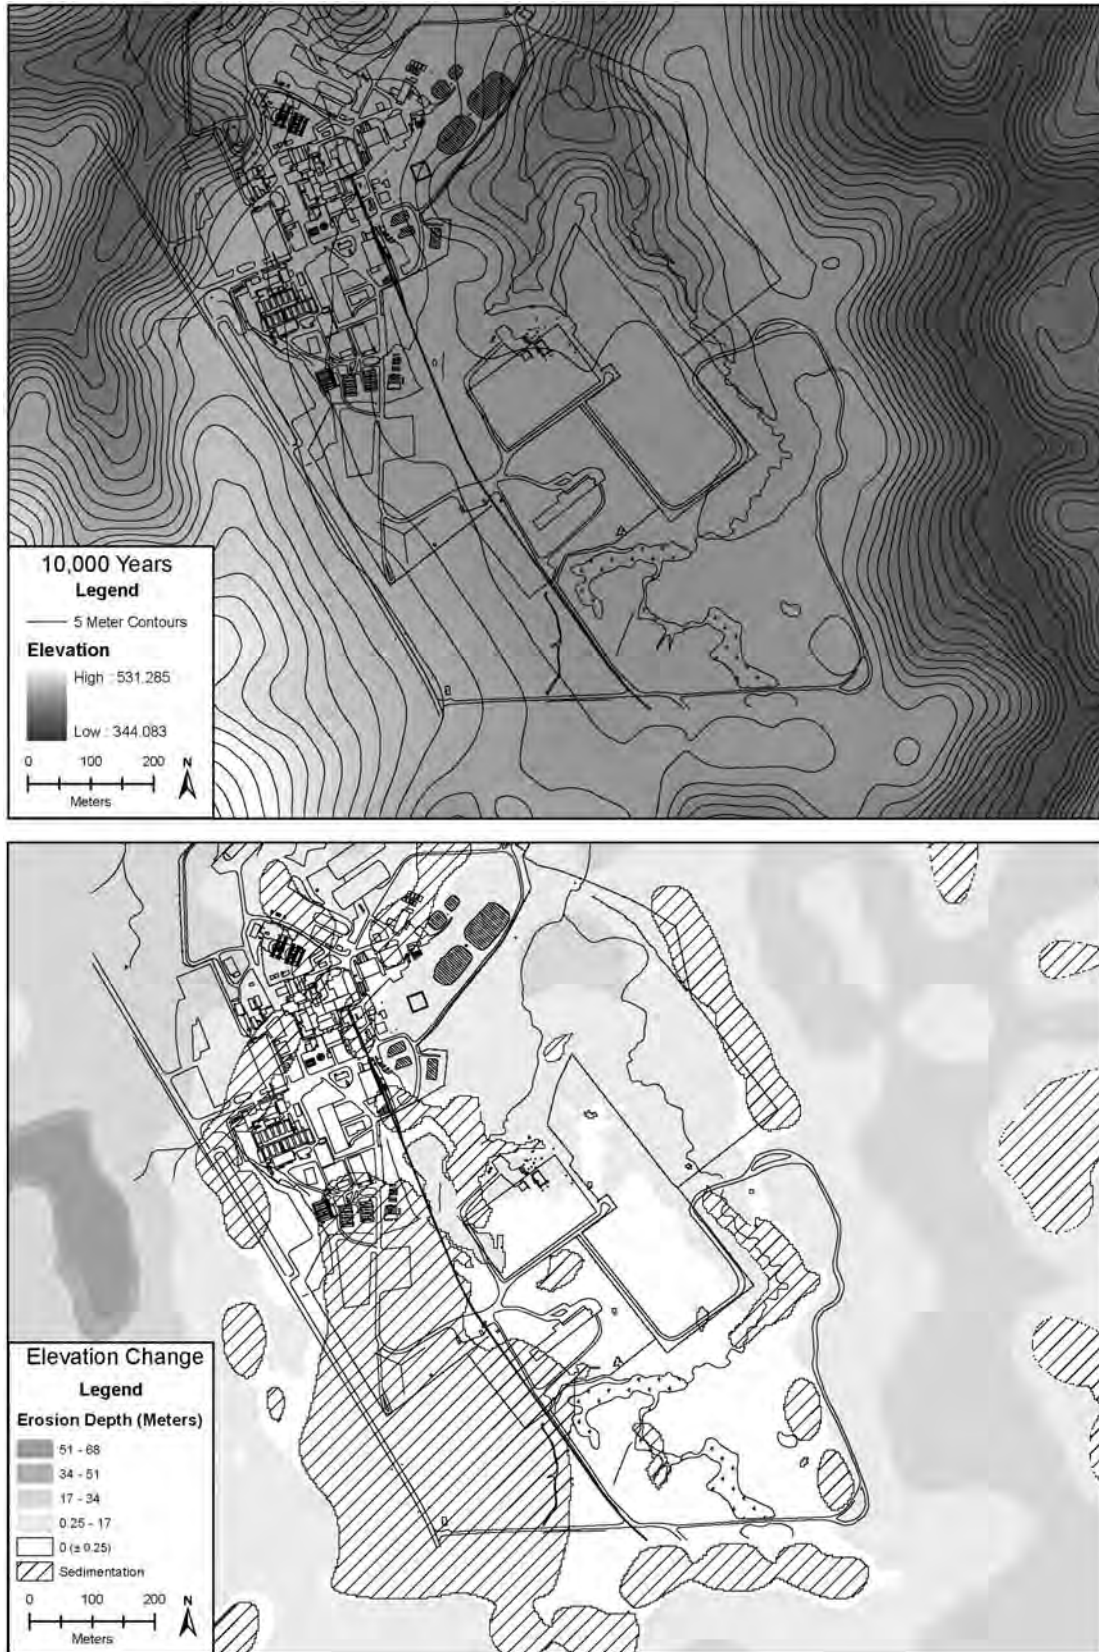 10,000 Years
Legend
5 Meter Contours
Elevation
High : 531.285
Low : 344.083
0 100 200
N
Meters
Elevation Change
Legend
Erosion Depth (Meters)
51 - 68
34 - 51
17 - 34
0.25 - 17
0 (± 0.25)
Sedimentation
0 100 200
N
Meters